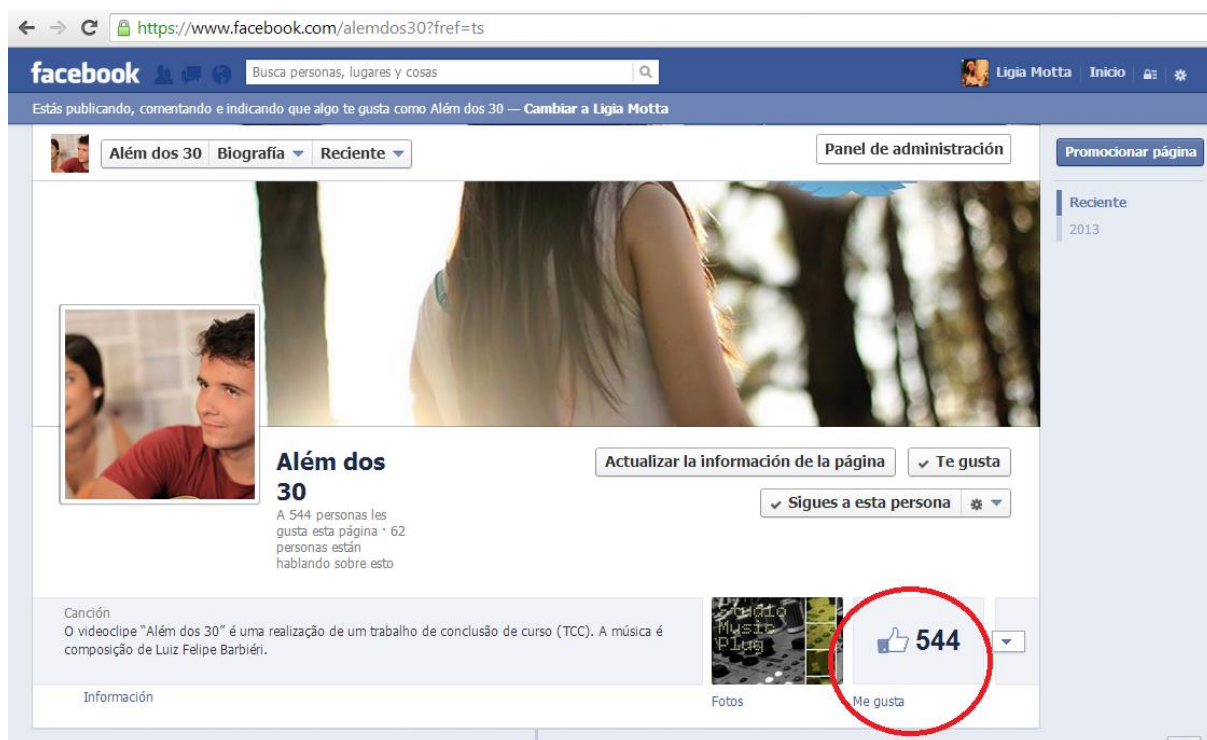 https://www.facebook.com/alemdos30?fref=ts
facebook Busca personas, lugares y cosas Ligia Motta Inicio
Estás publicando, comentando e indicando que algo te gusta como Além dos 30 — Cambiar a Ligia Motta
Além dos 30 Biografía Reciente Panel de administración Promocionar página
Reciente
2013
Actualizar la información de la página Te gusta
Sigues a esta persona
Além dos
30
A 544 personas les
gusta esta página · 62
personas están
hablando sobre esto
Canción
O videoclipe "Além dos 30" é uma realização de um trabalho de conclusão de curso (TCC). A música é
composição de Luiz Felipe Barbiéri.
Información
Studio
Music
Plug
Fotos
544
Me gusta